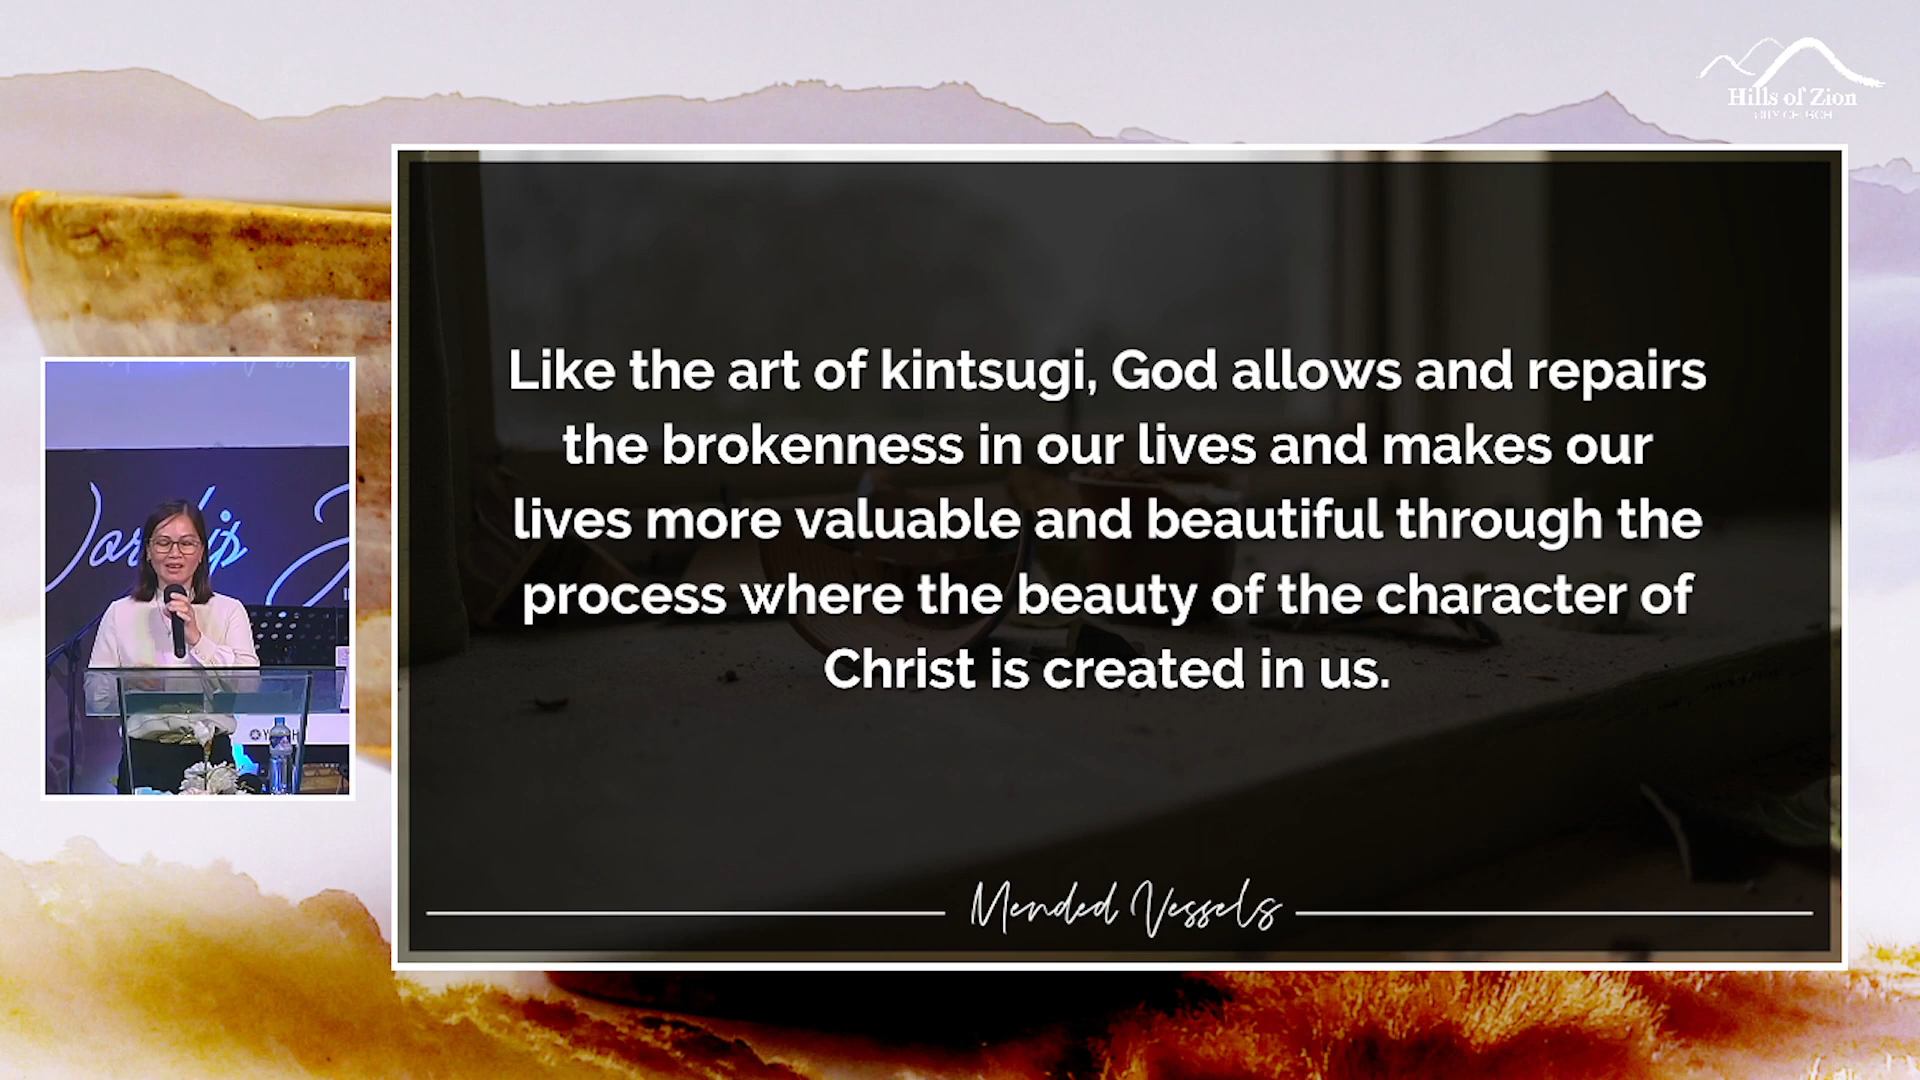 Hills of Zion
CITY CHURCH
Like the art of kintsugi, God allows and repairs
the brokenness in our lives and makes our
lives more valuable and beautiful through the
process where the beauty of the character of
Christ is created in us.
Mended Vessels